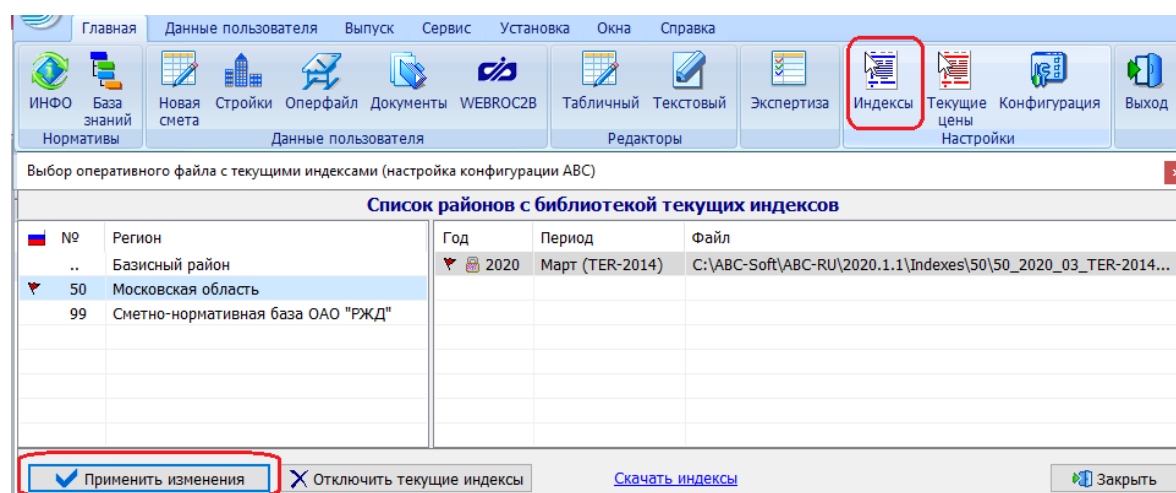 Главная Данные пользователя Выпуск Сервис Установка Окна Справка
ИНФО База знаний Новая смета Стройки Оперфайл Документы WEBROC2B Табличный Текстовый Экспертиза Индексы Текущие цены Конфигурация Выход
Нормативы Данные пользователя Редакторы Настройки
Выбор оперативного файла с текущими индексами (настройка конфигурации ABC)
Список районов с библиотекой текущих индексов
№ Регион Год Период Файл
.. Базисный район 2020 Март (TER-2014) C:\ABC-Soft\ABC-RU\2020.1.1\Indexes\50\50_2020_03_TER-2014...
50 Московская область
99 Сметно-нормативная база ОАО "РЖД"
Применить изменения Отключить текущие индексы Скачать индексы Закрыть